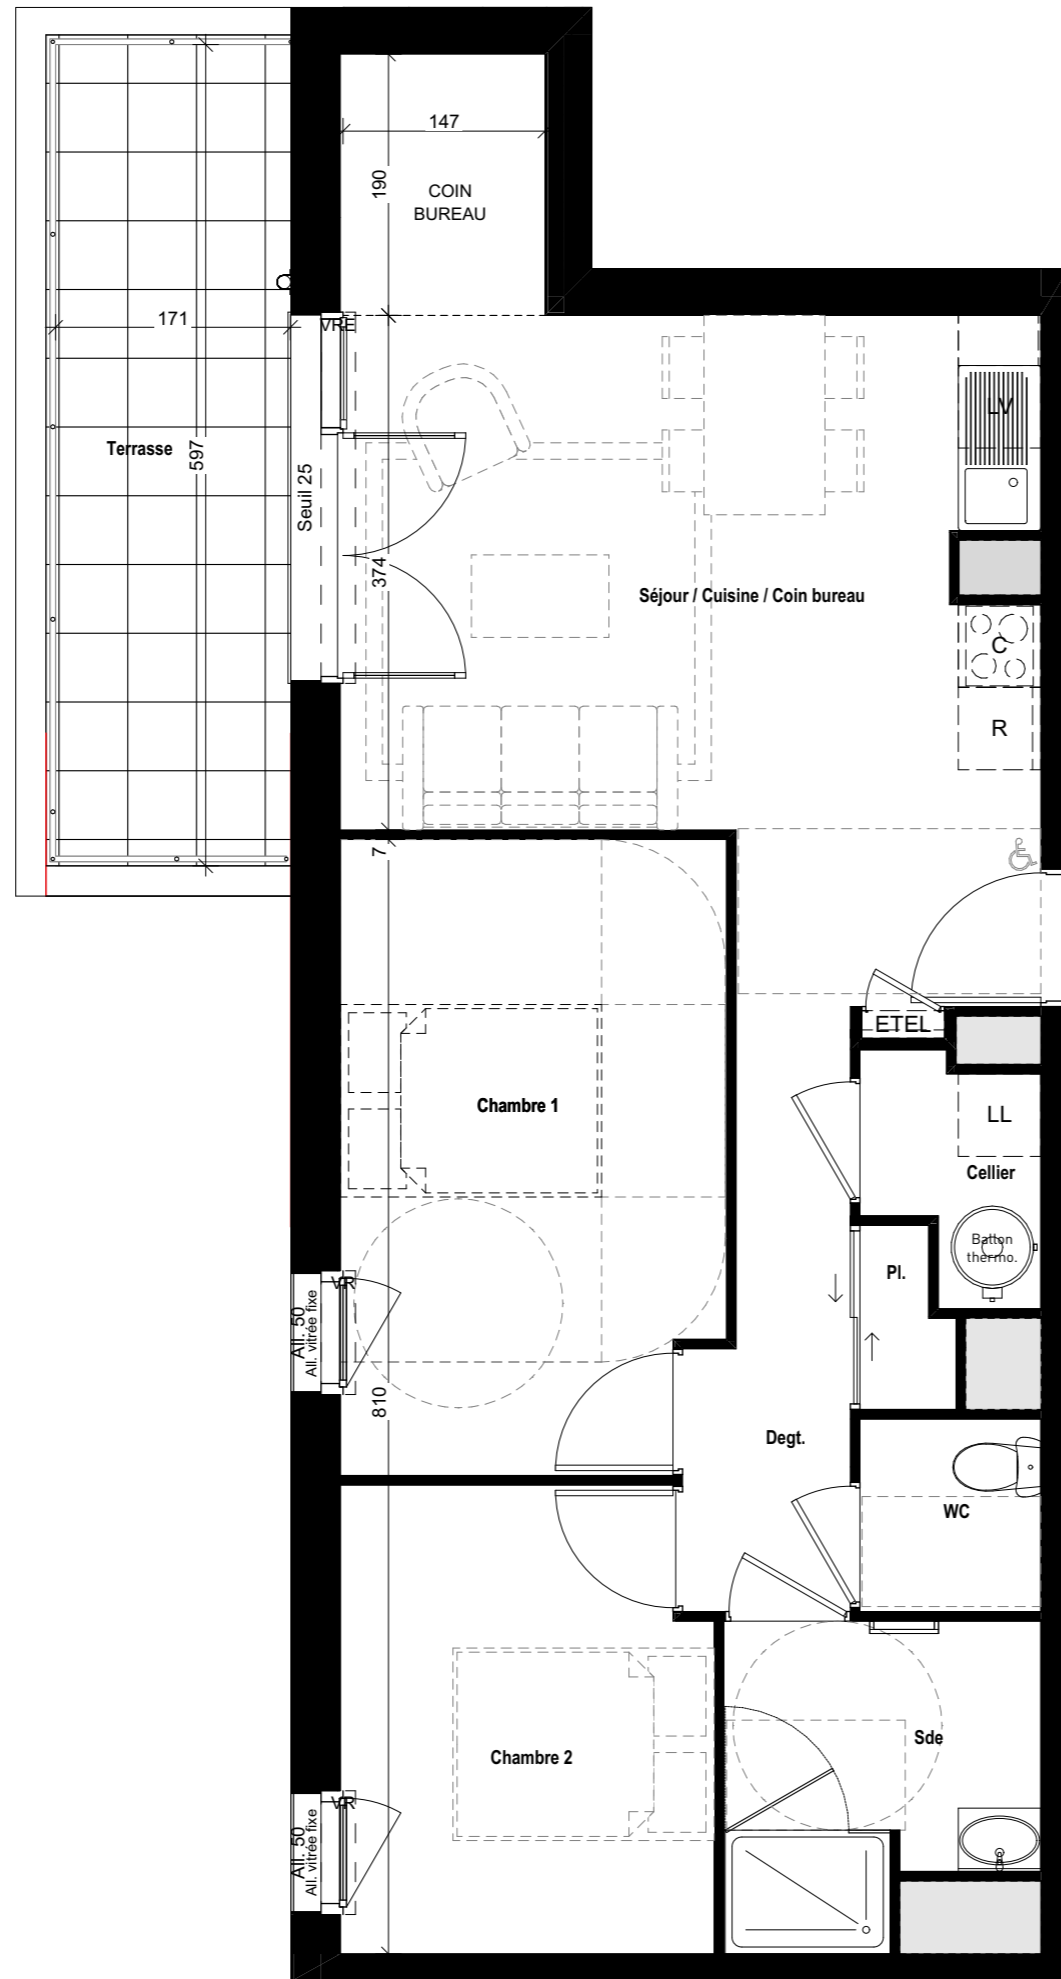 147
190
COIN
BUREAU
171
VRE
LV
Terrasse
597
Seuil 25
374
Séjour / Cuisine / Coin bureau
C
R
7
ETEL
Chambre 1
LL
Cellier
Ballon
thermo.
Pl.
VR
All. 50
All. vitrée fixe
810
Degt.
WC
Sde
Chambre 2
VR
All. 50
All. vitrée fixe